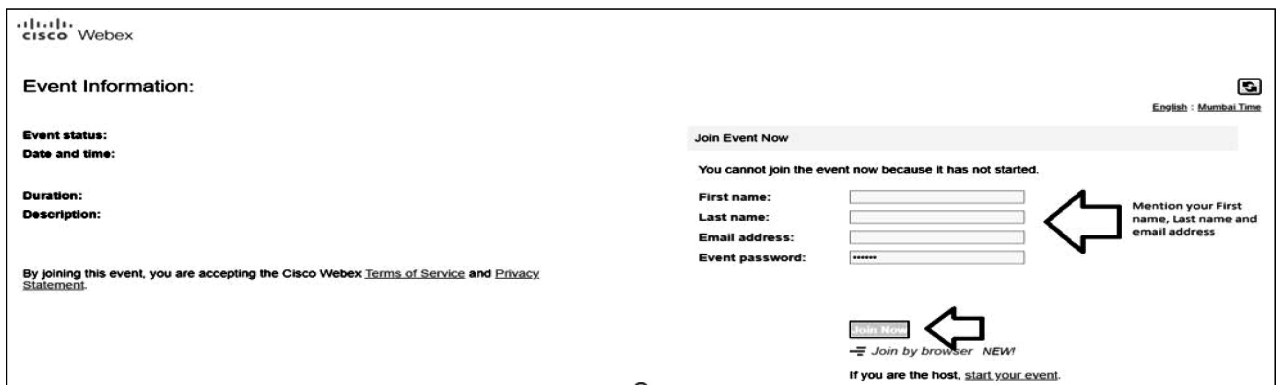 cisco Webex
Event Information:
English : Mumbai Time
Event status:
Date and time:
Duration:
Description:
By joining this event, you are accepting the Cisco Webex Terms of Service and Privacy
Statement.
Join Event Now
You cannot join the event now because it has not started.
First name:
Last name:
Email address:
Event password: ••••••
Mention your First
name, Last name and
email address
Join Now
Join by browser NEW!
If you are the host, start your event.